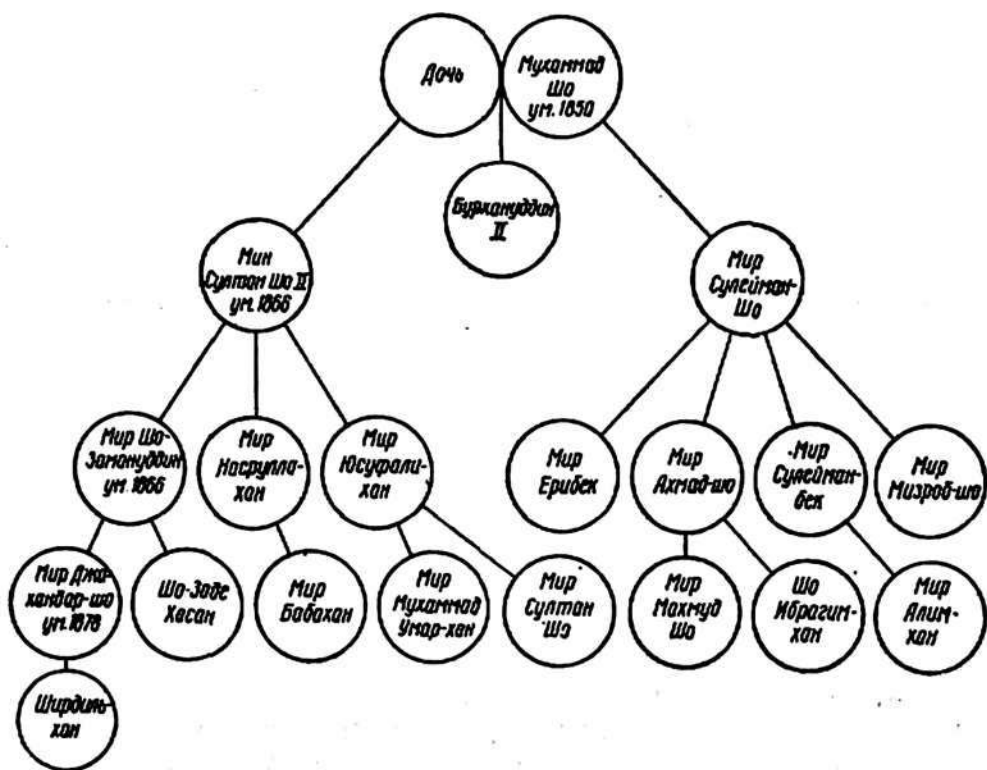 Дочь
Мухаммад
Шо
ум. 1850
Бурхануддин
II
Мин
Султан Шо II
ум. 1866
Мир
Сулейман-
Шо
Мир Шо-
Замануддин
ум. 1866
Мир
Насрулла-
хан
Мир
Юсуфали-
хан
Мир
Ерибек
Мир
Ахмад-шо
Мир
Сулейман-
бек
Мир
Мизроб-шо
Мир Джа-
хандар-шо
ум. 1878
Шо-Заде
Хасан
Мир
Бабахан
Мир
Мухаммад
Умар-хан
Мир
Султан
Шо
Мир
Махмуд
Шо
Шо
Ибрагим-
хан
Мир
Алим-
хан
Ширдиль-
хан